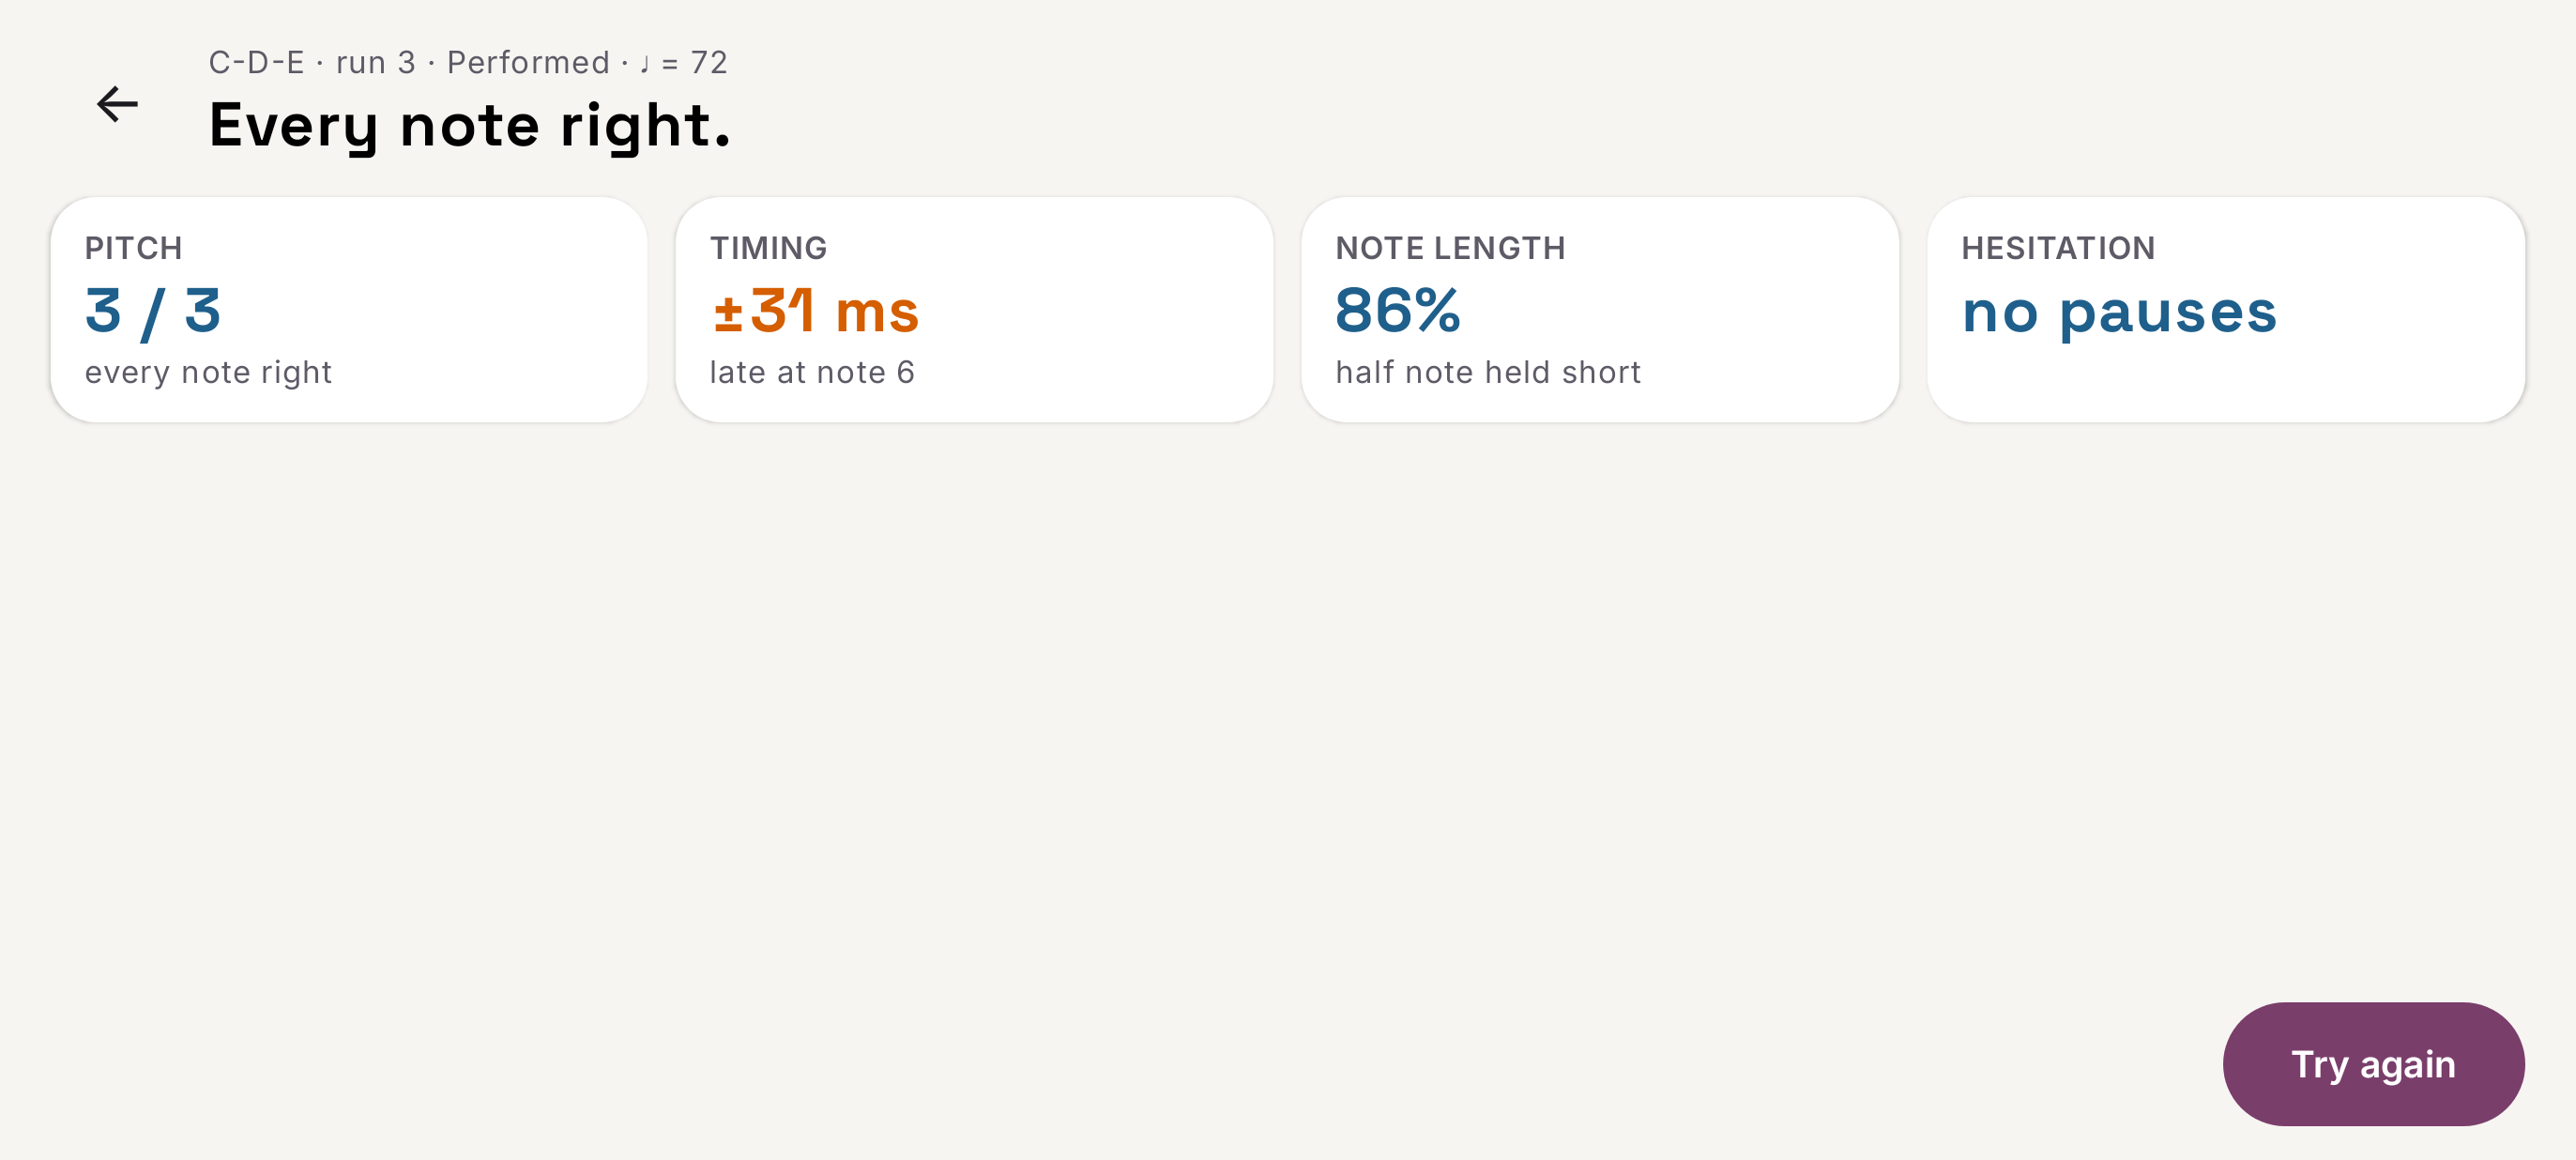 C-D-E · run 3 · Performed · ♩ = 72
Every note right.
PITCH
3 / 3
every note right
TIMING
±31 ms
late at note 6
NOTE LENGTH
86%
half note held short
HESITATION
no pauses
Try again